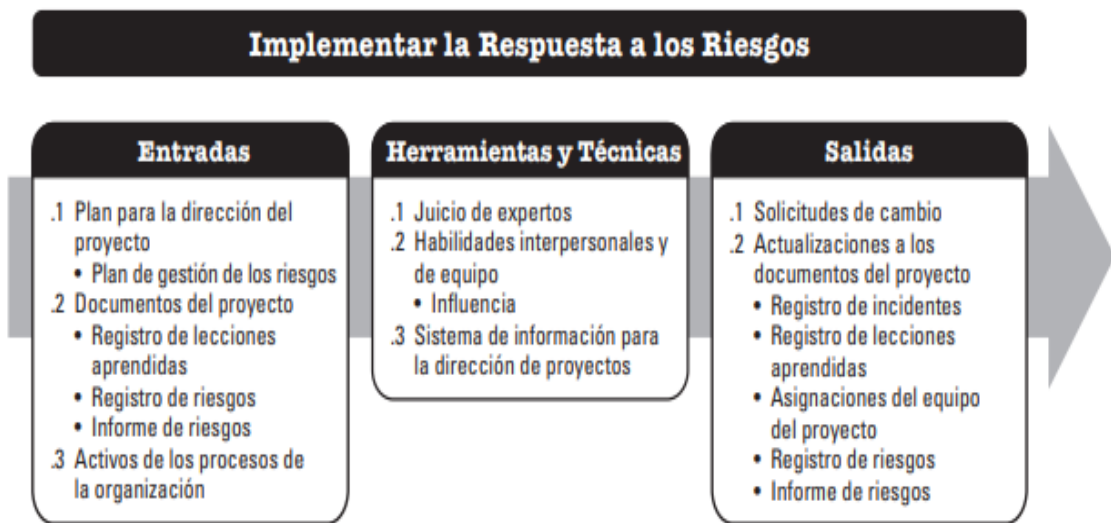 Implementar la Respuesta a los Riesgos
Entradas
.1 Plan para la dirección del
proyecto
• Plan de gestión de los riesgos
.2 Documentos del proyecto
• Registro de lecciones
aprendidas
• Registro de riesgos
• Informe de riesgos
.3 Activos de los procesos de
la organización
Herramientas y Técnicas
.1 Juicio de expertos
.2 Habilidades interpersonales y
de equipo
• Influencia
.3 Sistema de información para
la dirección de proyectos
Salidas
.1 Solicitudes de cambio
.2 Actualizaciones a los
documentos del proyecto
• Registro de incidentes
• Registro de lecciones
aprendidas
• Asignaciones del equipo
del proyecto
• Registro de riesgos
• Informe de riesgos